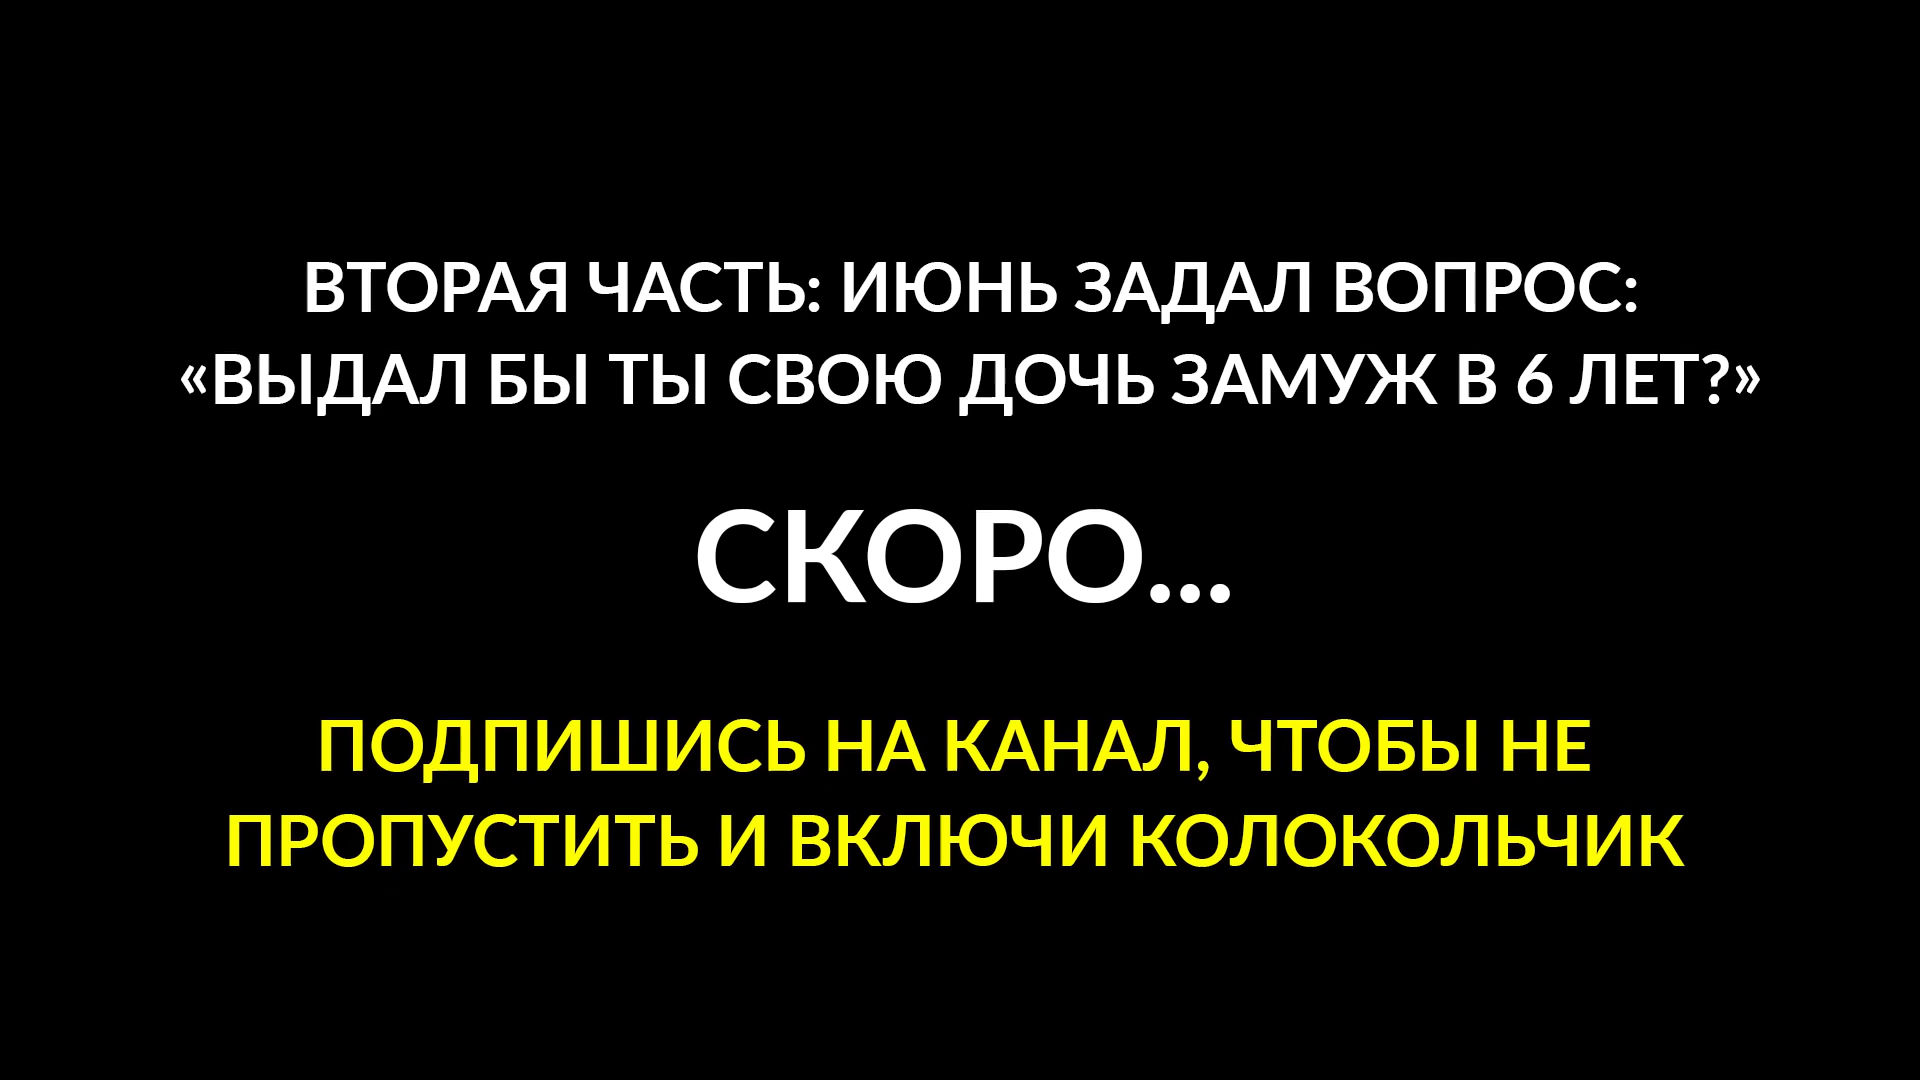 ВТОРАЯ ЧАСТЬ: ИЮНЬ ЗАДАЛ ВОПРОС:
«ВЫДАЛ БЫ ТЫ СВОЮ ДОЧЬ ЗАМУЖ В 6 ЛЕТ?»
СКОРО...
ПОДПИШИСЬ НА КАНАЛ, ЧТОБЫ НЕ
ПРОПУСТИТЬ И ВКЛЮЧИ КОЛОКОЛЬЧИК